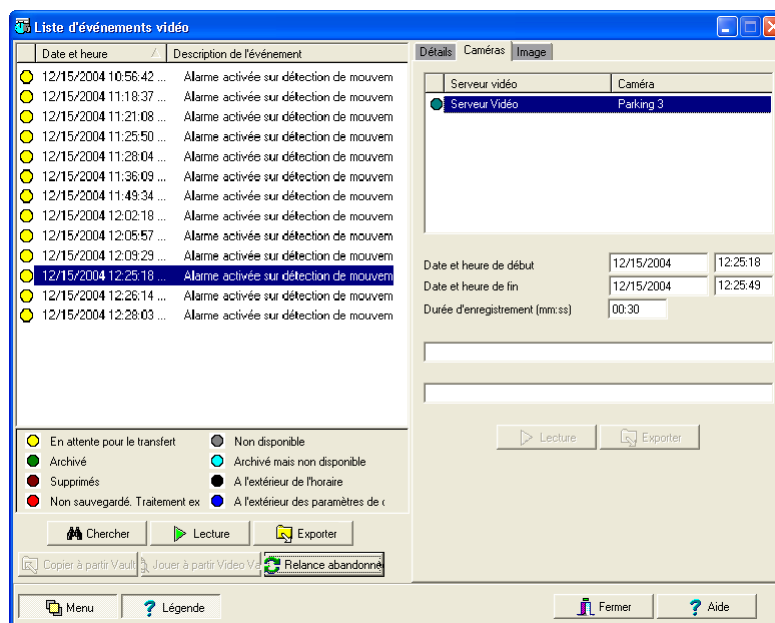 Liste d'événements vidéo
Date et heure Description de l'événement
12/15/2004 10:56:42 ... Alarme activée sur détection de mouvem
12/15/2004 11:18:37 ... Alarme activée sur détection de mouvem
12/15/2004 11:21:08 ... Alarme activée sur détection de mouvem
12/15/2004 11:25:50 ... Alarme activée sur détection de mouvem
12/15/2004 11:28:04 ... Alarme activée sur détection de mouvem
12/15/2004 11:36:09 ... Alarme activée sur détection de mouvem
12/15/2004 11:49:34 ... Alarme activée sur détection de mouvem
12/15/2004 12:02:18 ... Alarme activée sur détection de mouvem
12/15/2004 12:05:57 ... Alarme activée sur détection de mouvem
12/15/2004 12:09:29 ... Alarme activée sur détection de mouvem
12/15/2004 12:25:18 ... Alarme activée sur détection de mouvem
12/15/2004 12:26:14 ... Alarme activée sur détection de mouvem
12/15/2004 12:28:03 ... Alarme activée sur détection de mouvem
En attente pour le transfert Non disponible
Archivé Archivé mais non disponible
Supprimés A l'extérieur de l'horaire
Non sauvegardé. Traitement ex A l'extérieur des paramètres de c
Chercher Lecture Exporter
Copier à partir Vault Jouer à partir Video Va Relance abandonné
Détails Caméras Image
Serveur vidéo Caméra
Serveur Vidéo Parking 3
Date et heure de début 12/15/2004 12:25:18
Date et heure de fin 12/15/2004 12:25:49
Durée d'enregistrement (mm:ss) 00:30
Lecture Exporter
Menu Légende Fermer Aide